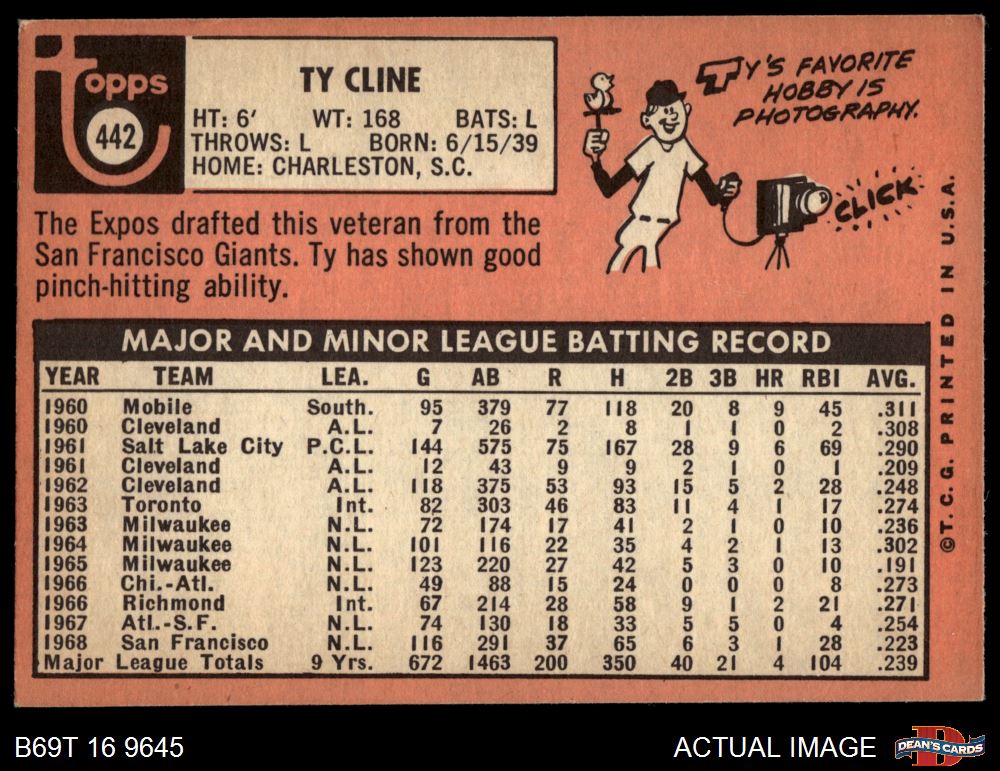 topps
442
TY CLINE
HT: 6' WT: 168 BATS: L
THROWS: L BORN: 6/15/39
HOME: CHARLESTON, S.C.
TY'S FAVORITE
HOBBY IS
PHOTOGRAPHY.
CLICK
The Expos drafted this veteran from the
San Francisco Giants. Ty has shown good
pinch-hitting ability.
MAJOR AND MINOR LEAGUE BATTING RECORD
YEAR TEAM LEA. G AB R H 2B 3B HR RBI AVG.
1960 Mobile South. 95 379 77 118 20 8 9 45 .311
1960 Cleveland A.L. 7 26 2 8 1 1 0 2 .308
1961 Salt Lake City P.C.L. 144 575 75 167 28 9 6 69 .290
1961 Cleveland A.L. 12 43 9 9 2 1 0 1 .209
1962 Cleveland A.L. 118 375 53 93 15 5 2 28 .248
1963 Toronto Int. 82 303 46 83 11 4 1 17 .274
1963 Milwaukee N.L. 72 174 17 41 2 1 0 10 .236
1964 Milwaukee N.L. 101 116 22 35 4 2 1 13 .302
1965 Milwaukee N.L. 123 220 27 42 5 3 0 10 .191
1966 Chi.-Atl. N.L. 49 88 15 24 0 0 0 8 .273
1966 Richmond Int. 67 214 28 58 9 1 2 21 .271
1967 Atl.-S.F. N.L. 74 130 18 33 5 5 0 4 .254
1968 San Francisco N.L. 116 291 37 65 6 3 1 28 .223
Major League Totals 9 Yrs. 672 1463 200 350 40 21 4 104 .239
©T.C.G. PRINTED IN U.S.A.
B69T 16 9645
ACTUAL IMAGE
D
DEAN'S CARDS